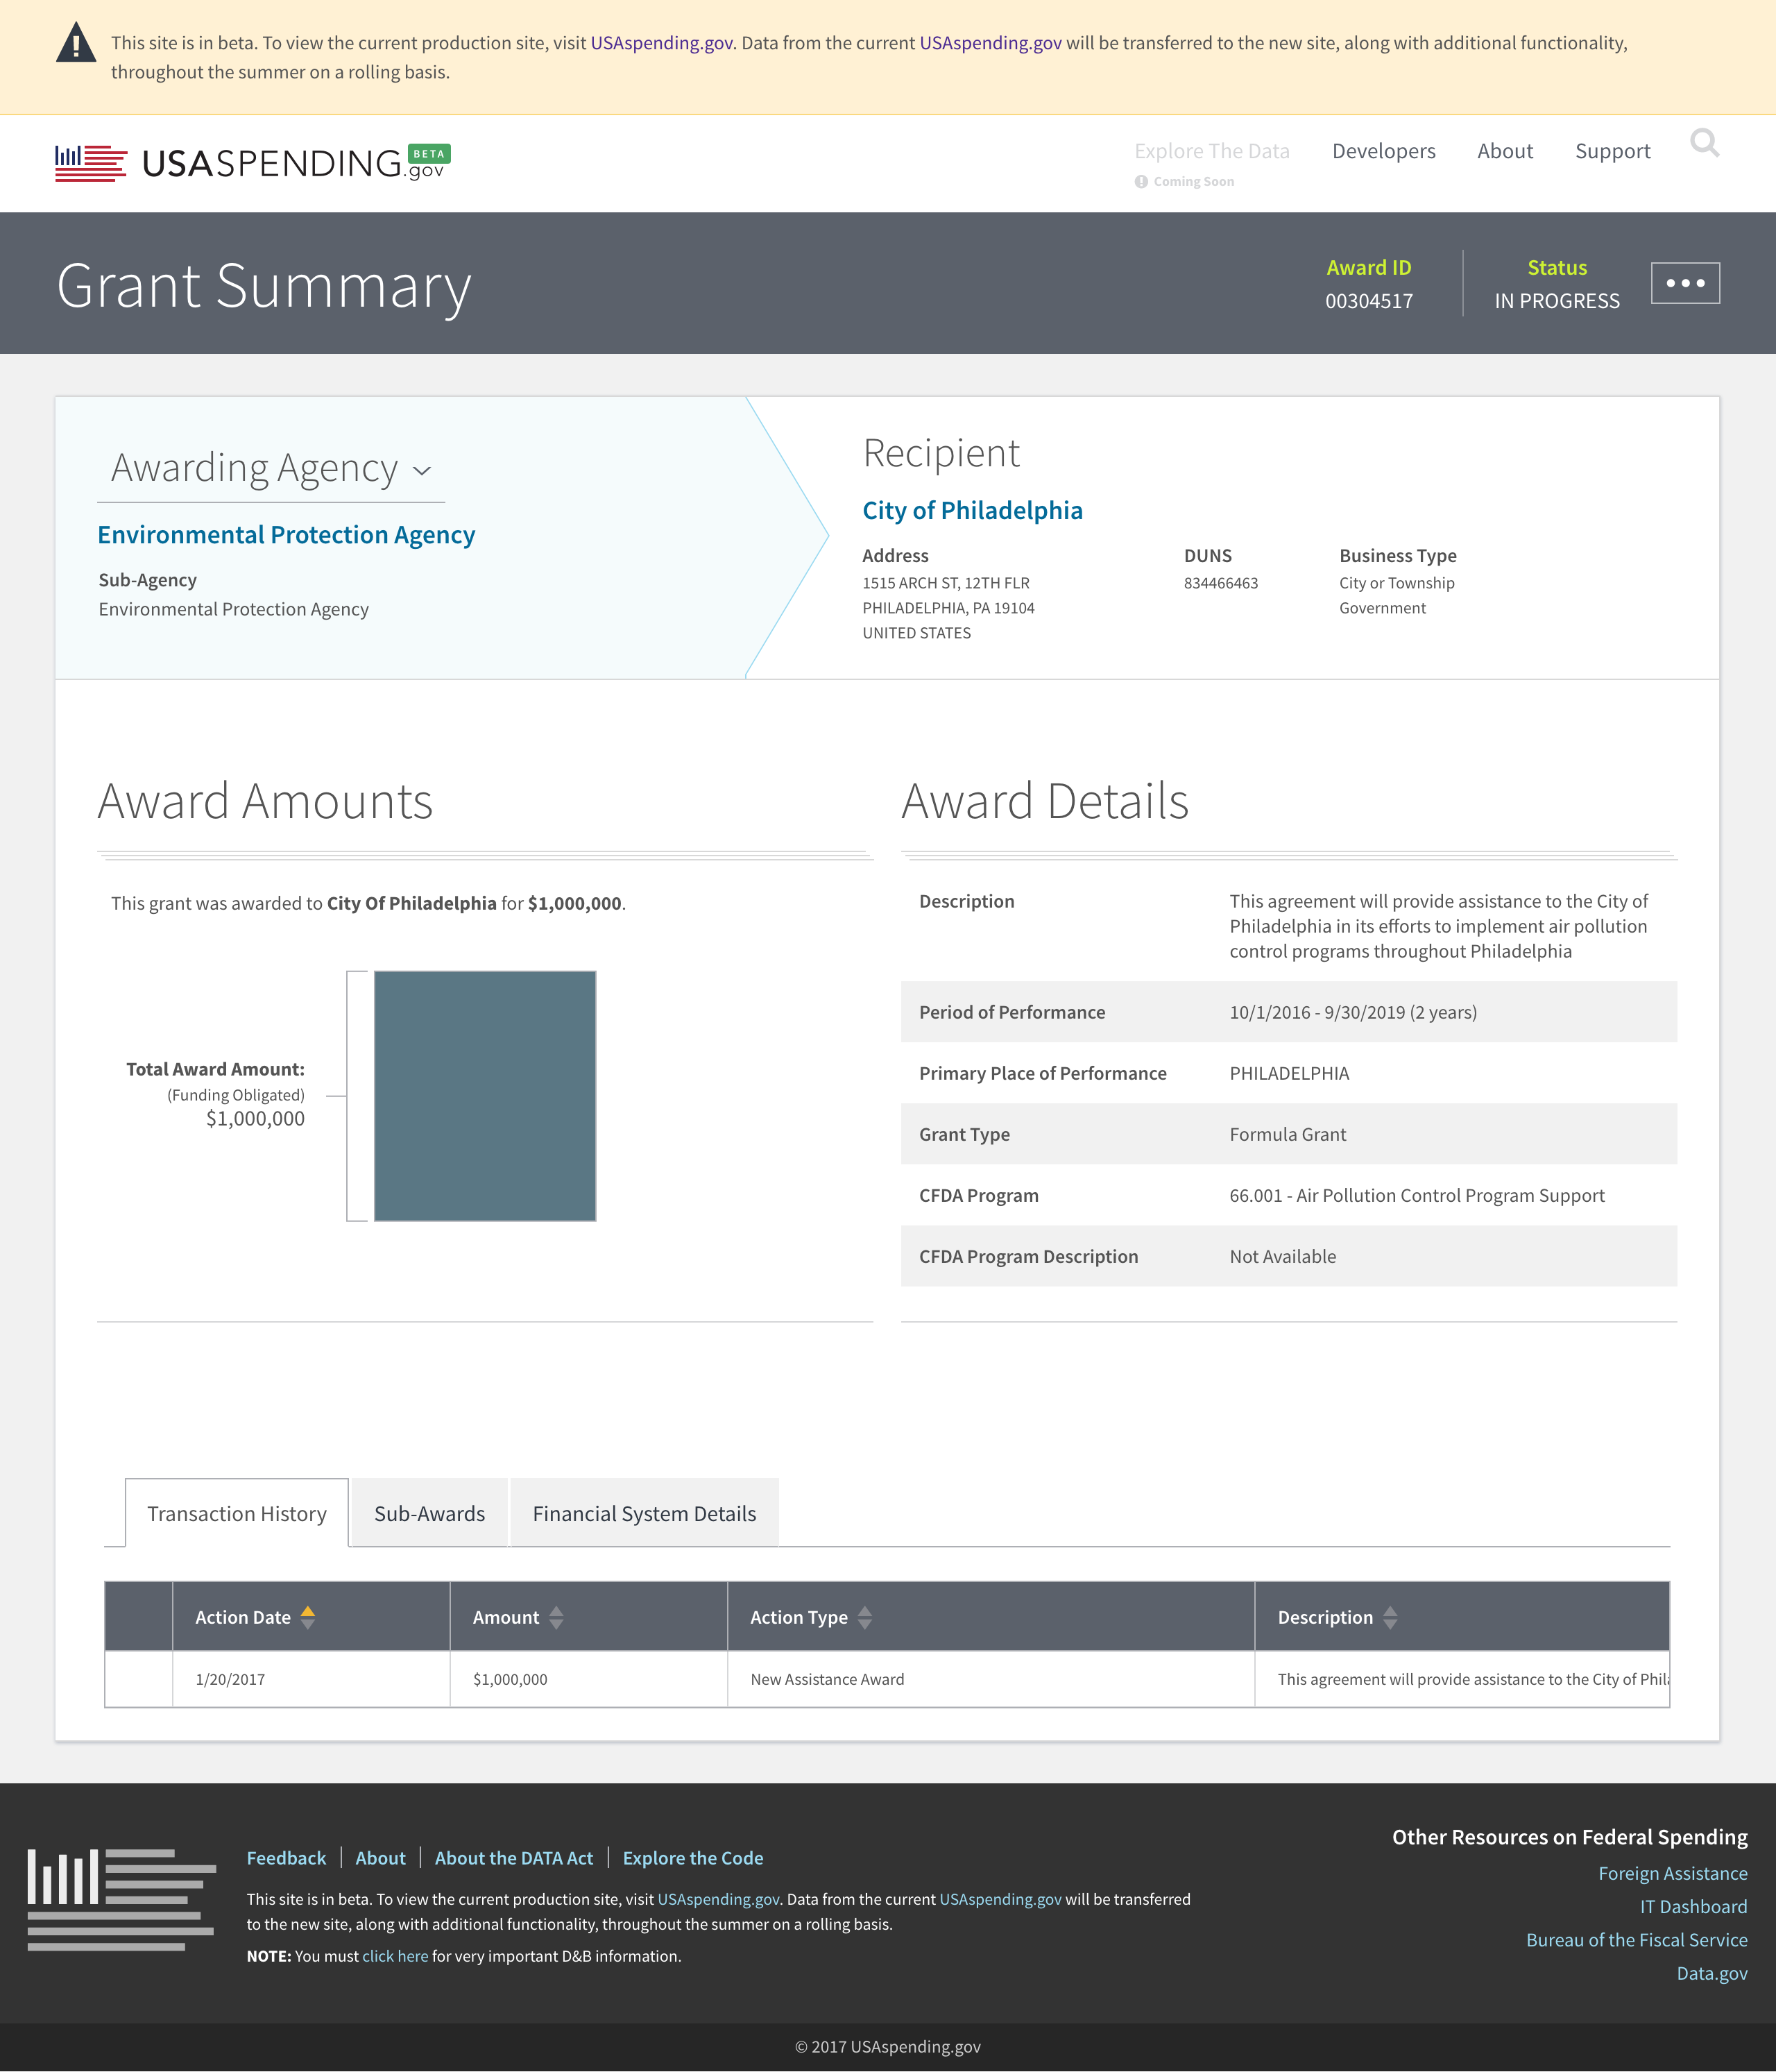 This site is in beta. To view the current production site, visit USAspending.gov. Data from the current USAspending.gov will be transferred to the new site, along with additional functionality,
throughout the summer on a rolling basis.
USASPENDING.gov BETA
Explore The Data
Coming Soon
Developers
About
Support
Grant Summary
Award ID
00304517
Status
IN PROGRESS
Awarding Agency
Environmental Protection Agency
Sub-Agency
Environmental Protection Agency
Recipient
City of Philadelphia
Address
1515 ARCH ST, 12TH FLR
PHILADELPHIA, PA 19104
UNITED STATES
DUNS
834466463
Business Type
City or Township
Government
Award Amounts
This grant was awarded to City Of Philadelphia for $1,000,000.
Total Award Amount:
(Funding Obligated)
$1,000,000
Award Details
Description
This agreement will provide assistance to the City of
Philadelphia in its efforts to implement air pollution
control programs throughout Philadelphia
Period of Performance
10/1/2016 - 9/30/2019 (2 years)
Primary Place of Performance
PHILADELPHIA
Grant Type
Formula Grant
CFDA Program
66.001 - Air Pollution Control Program Support
CFDA Program Description
Not Available
Transaction History
Sub-Awards
Financial System Details
Action Date
Amount
Action Type
Description
1/20/2017
$1,000,000
New Assistance Award
This agreement will provide assistance to the City of Phila
Feedback
About
About the DATA Act
Explore the Code
This site is in beta. To view the current production site, visit USAspending.gov. Data from the current USAspending.gov will be transferred
to the new site, along with additional functionality, throughout the summer on a rolling basis.
NOTE: You must click here for very important D&B information.
Other Resources on Federal Spending
Foreign Assistance
IT Dashboard
Bureau of the Fiscal Service
Data.gov
© 2017 USAspending.gov